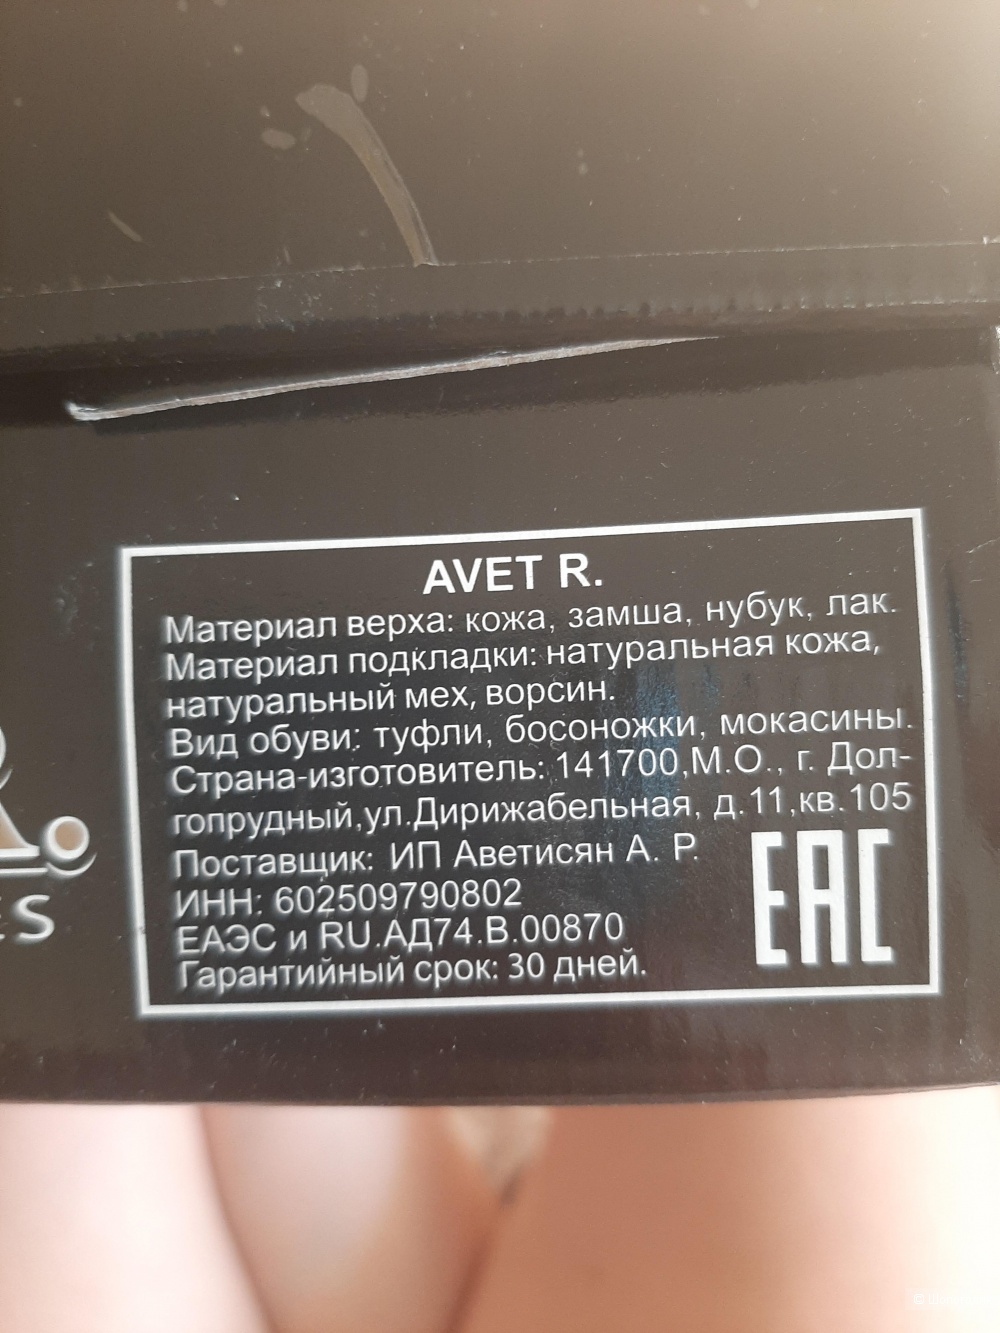 AVET R.
Материал верха: кожа, замша, нубук, лак.
Материал подкладки: натуральная кожа,
натуральный мех, ворсин.
Вид обуви: туфли, босоножки, мокасины.
Страна-изготовитель: 141700,М.О., г. Дол-
гопрудный,ул.Дирижабельная, д.11,кв.105
Поставщик: ИП Аветисян А. Р.
ИНН: 602509790802
ЕАЭС и RU.АД74.В.00870
Гарантийный срок: 30 дней.
EAC